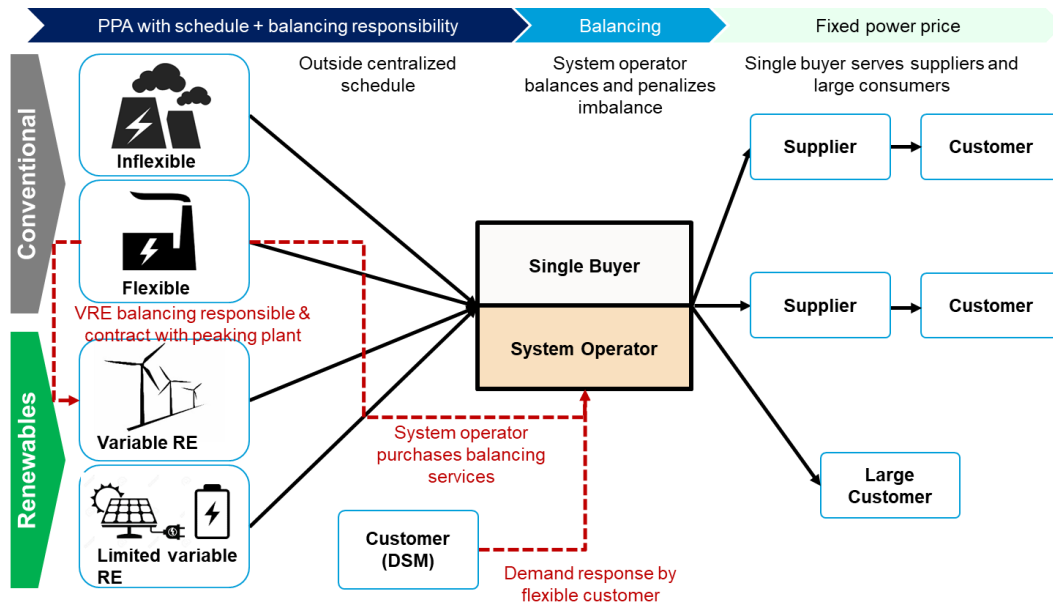 PPA with schedule + balancing responsibility
Balancing
Fixed power price
Outside centralized
schedule
System operator
balances and penalizes
imbalance
Single buyer serves suppliers and
large consumers
Conventional
Inflexible
Flexible
VRE balancing responsible &
contract with peaking plant
Renewables
Variable RE
Limited variable
RE
Single Buyer
System Operator
System operator
purchases balancing
services
Customer
(DSM)
Demand response by
flexible customer
Supplier
Customer
Supplier
Customer
Large
Customer